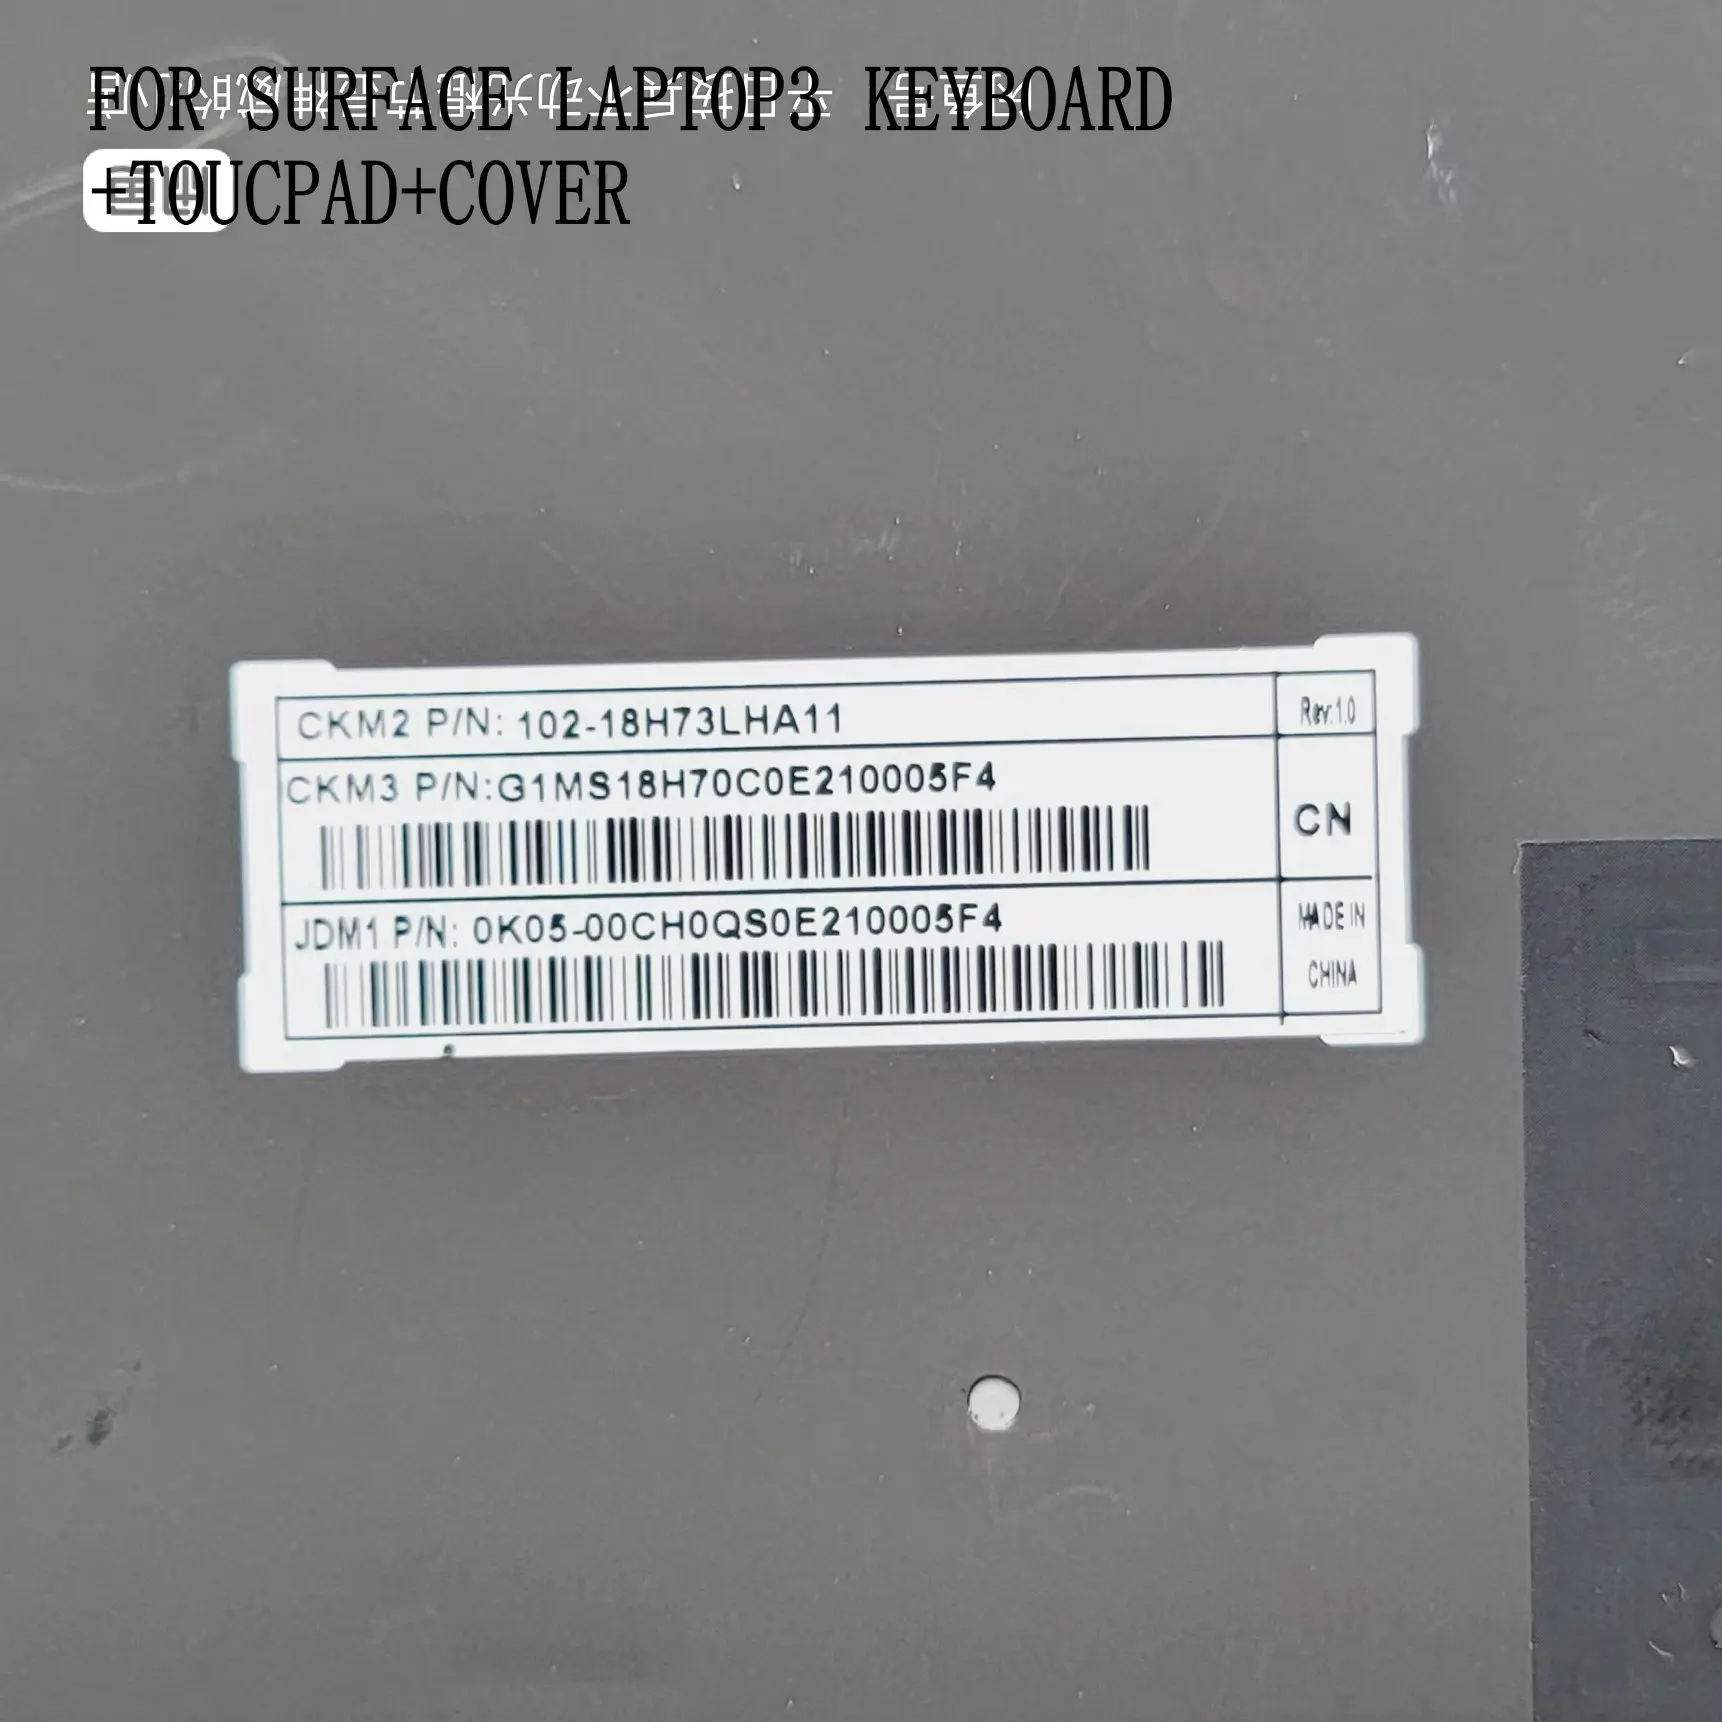 FOR SURFACE LAPTOP3 KEYBOARD
+TOUCPAD+COVER
CKM2 P/N: 102-18H73LHA11
Rev:1.0
CKM3 P/N:G1MS18H70C0E210005F4
CN
JDM1 P/N: 0K05-00CH0QS0E210005F4
MADE IN
CHINA